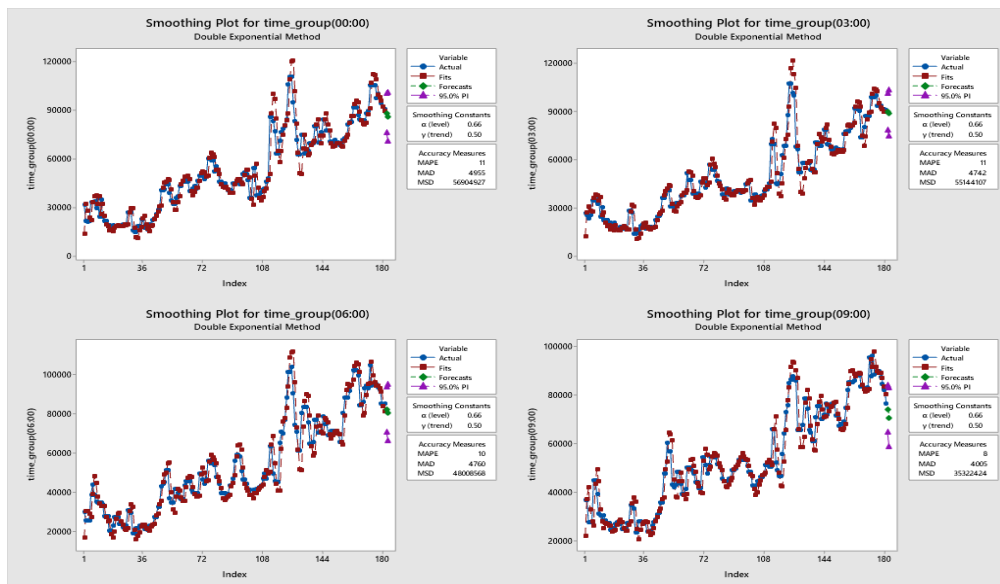 Smoothing Plot for time_group(00:00)
Double Exponential Method
time_group(00:00)
120000
90000
60000
30000
0
1 36 72 108 144 180
Index
Variable
Actual
Fits
Forecasts
95.0% PI
Smoothing Constants
α (level) 0.66
γ (trend) 0.50
Accuracy Measures
MAPE 11
MAD 4955
MSD 56904927
Smoothing Plot for time_group(03:00)
Double Exponential Method
time_group(03:00)
120000
90000
60000
30000
0
1 36 72 108 144 180
Index
Variable
Actual
Fits
Forecasts
95.0% PI
Smoothing Constants
α (level) 0.66
γ (trend) 0.50
Accuracy Measures
MAPE 11
MAD 4742
MSD 55144107
Smoothing Plot for time_group(06:00)
Double Exponential Method
time_group(06:00)
100000
80000
60000
40000
20000
1 36 72 108 144 180
Index
Variable
Actual
Fits
Forecasts
95.0% PI
Smoothing Constants
α (level) 0.66
γ (trend) 0.50
Accuracy Measures
MAPE 10
MAD 4760
MSD 48008568
Smoothing Plot for time_group(09:00)
Double Exponential Method
time_group(09:00)
100000
80000
60000
40000
20000
1 36 72 108 144 180
Index
Variable
Actual
Fits
Forecasts
95.0% PI
Smoothing Constants
α (level) 0.66
γ (trend) 0.50
Accuracy Measures
MAPE 8
MAD 4005
MSD 35322424